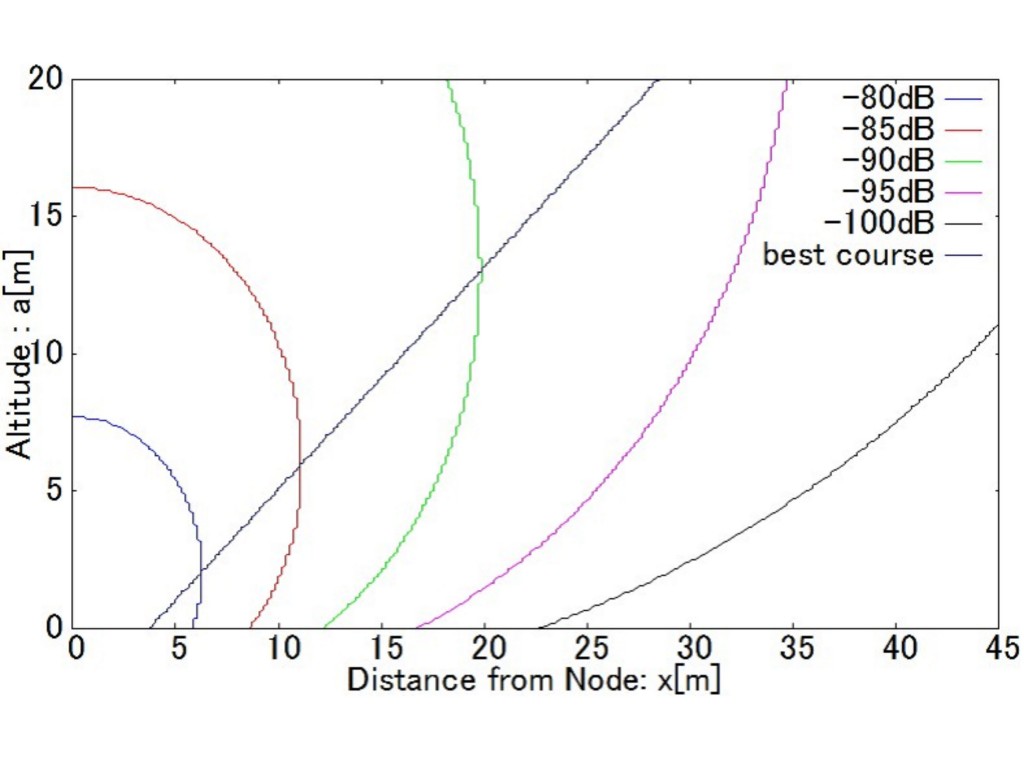 20
15
10
5
0
Altitude : a[m]
-80dB
-85dB
-90dB
-95dB
-100dB
best course
0 5 10 15 20 25 30 35 40 45
Distance from Node: x[m]